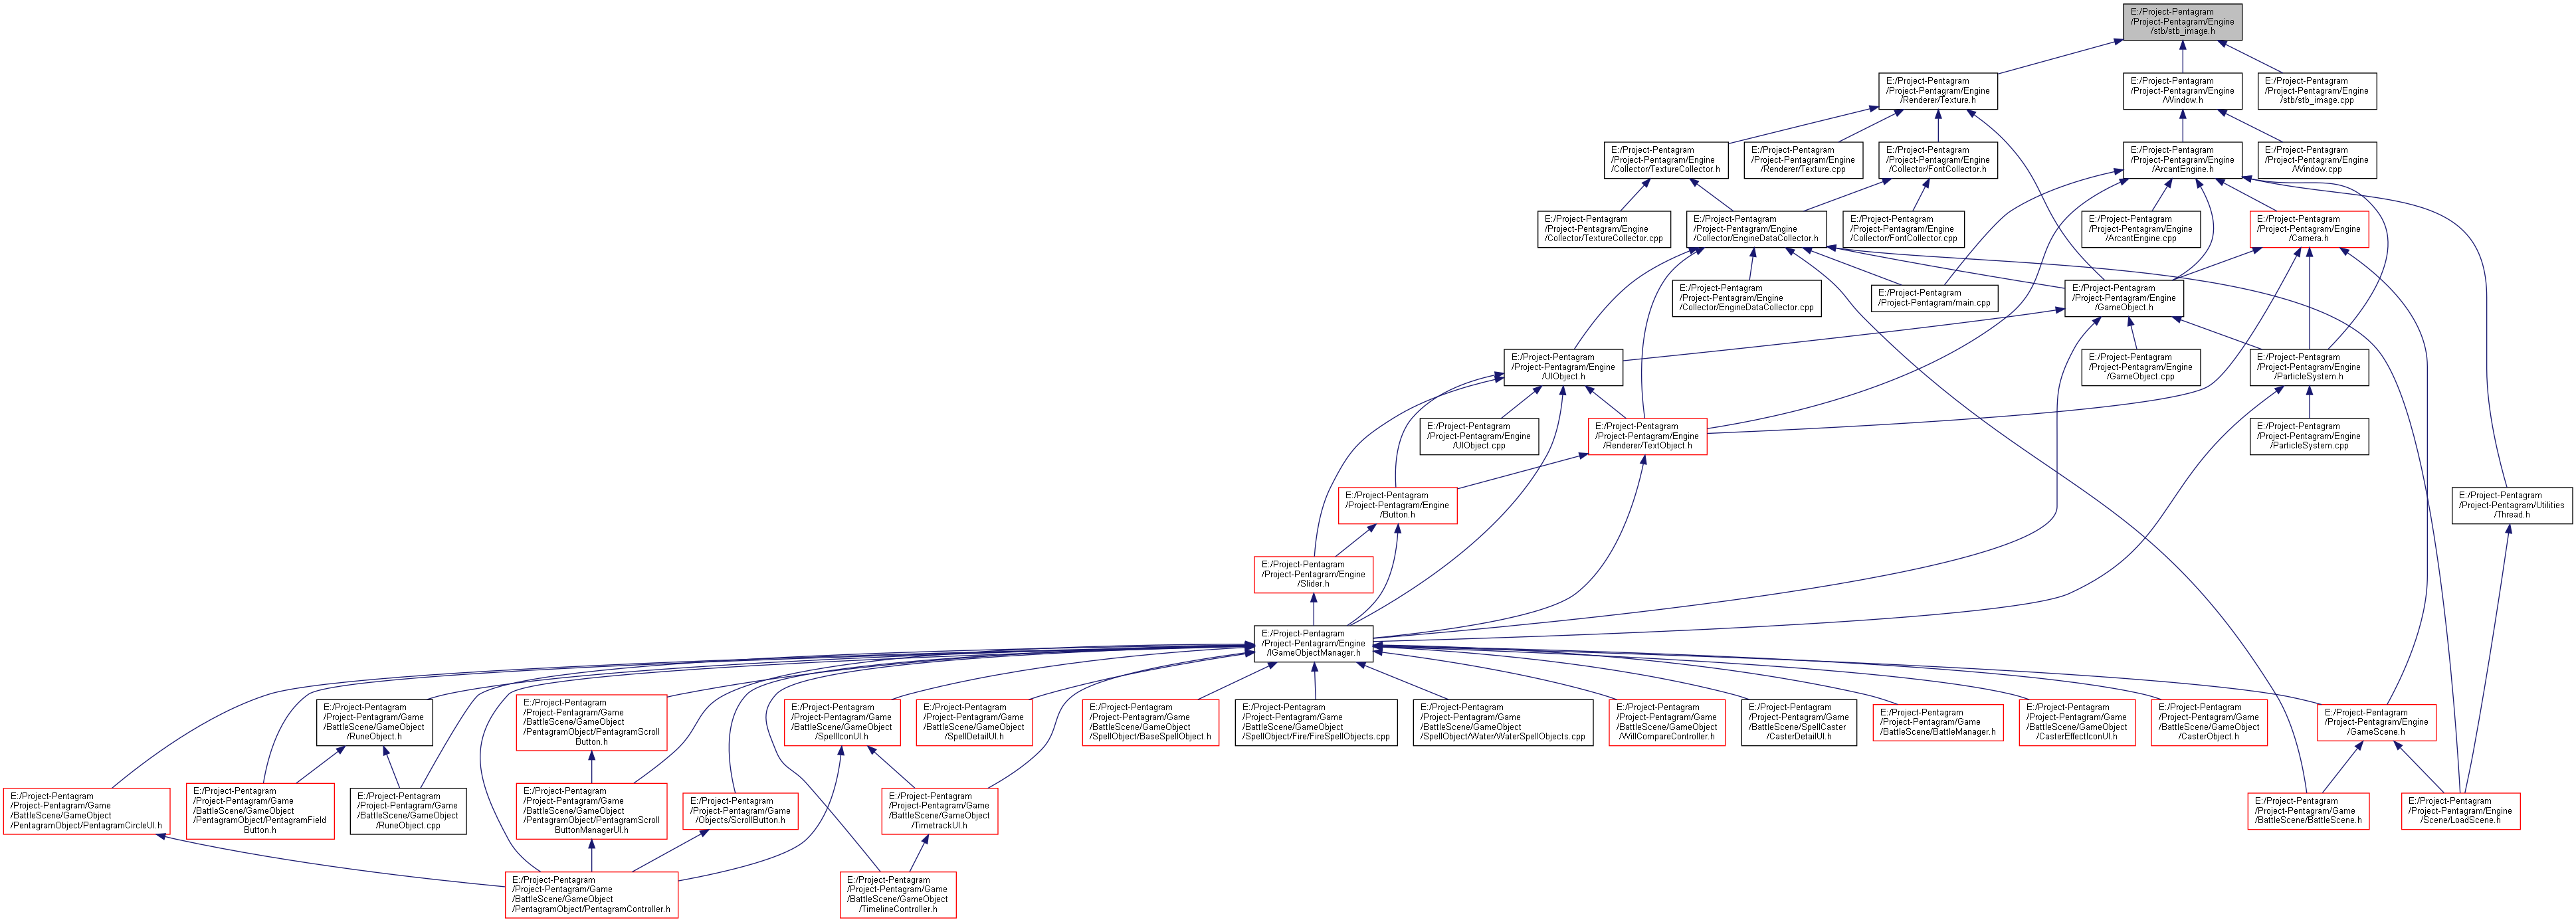 E:/Project-Pentagram
/Project-Pentagram/Engine
/stb/stb_image.h
E:/Project-Pentagram
/Project-Pentagram/Engine
/Renderer/Texture.h
E:/Project-Pentagram
/Project-Pentagram/Engine
/Window.h
E:/Project-Pentagram
/Project-Pentagram/Engine
/stb/stb_image.cpp
E:/Project-Pentagram
/Project-Pentagram/Engine
/Collector/TextureCollector.h
E:/Project-Pentagram
/Project-Pentagram/Engine
/Renderer/Texture.cpp
E:/Project-Pentagram
/Project-Pentagram/Engine
/Collector/FontCollector.h
E:/Project-Pentagram
/Project-Pentagram/Engine
/ArcantEngine.h
E:/Project-Pentagram
/Project-Pentagram/Engine
/Window.cpp
E:/Project-Pentagram
/Project-Pentagram/Engine
/Collector/TextureCollector.cpp
E:/Project-Pentagram
/Project-Pentagram/Engine
/Collector/EngineDataCollector.h
E:/Project-Pentagram
/Project-Pentagram/Engine
/Collector/FontCollector.cpp
E:/Project-Pentagram
/Project-Pentagram/Engine
/ArcantEngine.cpp
E:/Project-Pentagram
/Project-Pentagram/Engine
/Camera.h
E:/Project-Pentagram
/Project-Pentagram/Engine
/Collector/EngineDataCollector.cpp
E:/Project-Pentagram
/Project-Pentagram/main.cpp
E:/Project-Pentagram
/Project-Pentagram/Engine
/GameObject.h
E:/Project-Pentagram
/Project-Pentagram/Engine
/UIObject.h
E:/Project-Pentagram
/Project-Pentagram/Engine
/GameObject.cpp
E:/Project-Pentagram
/Project-Pentagram/Engine
/ParticleSystem.h
E:/Project-Pentagram
/Project-Pentagram/Engine
/UIObject.cpp
E:/Project-Pentagram
/Project-Pentagram/Engine
/Renderer/TextObject.h
E:/Project-Pentagram
/Project-Pentagram/Engine
/ParticleSystem.cpp
E:/Project-Pentagram
/Project-Pentagram/Engine
/Button.h
E:/Project-Pentagram
/Project-Pentagram/Utilities
/Thread.h
E:/Project-Pentagram
/Project-Pentagram/Engine
/Slider.h
E:/Project-Pentagram
/Project-Pentagram/Engine
/IGameObjectManager.h
E:/Project-Pentagram
/Project-Pentagram/Game
/BattleScene/GameObject
/RuneObject.h
E:/Project-Pentagram
/Project-Pentagram/Game
/BattleScene/GameObject
/PentagramObject/PentagramScroll
Button.h
E:/Project-Pentagram
/Project-Pentagram/Game
/BattleScene/GameObject
/SpellIconUI.h
E:/Project-Pentagram
/Project-Pentagram/Game
/BattleScene/GameObject
/SpellDetailUI.h
E:/Project-Pentagram
/Project-Pentagram/Game
/BattleScene/GameObject
/SpellObject/BaseSpellObject.h
E:/Project-Pentagram
/Project-Pentagram/Game
/BattleScene/GameObject
/SpellObject/Fire/FireSpellObjects.cpp
E:/Project-Pentagram
/Project-Pentagram/Game
/BattleScene/GameObject
/SpellObject/Water/WaterSpellObjects.cpp
E:/Project-Pentagram
/Project-Pentagram/Game
/BattleScene/GameObject
/WillCompareController.h
E:/Project-Pentagram
/Project-Pentagram/Game
/BattleScene/SpellCaster
/CasterDetailUI.h
E:/Project-Pentagram
/Project-Pentagram/Game
/BattleScene/BattleManager.h
E:/Project-Pentagram
/Project-Pentagram/Game
/BattleScene/GameObject
/CasterEffectIconUI.h
E:/Project-Pentagram
/Project-Pentagram/Game
/BattleScene/GameObject
/CasterObject.h
E:/Project-Pentagram
/Project-Pentagram/Engine
/GameScene.h
E:/Project-Pentagram
/Project-Pentagram/Game
/BattleScene/GameObject
/PentagramObject/PentagramCircleUI.h
E:/Project-Pentagram
/Project-Pentagram/Game
/BattleScene/GameObject
/PentagramObject/PentagramField
Button.h
E:/Project-Pentagram
/Project-Pentagram/Game
/BattleScene/GameObject
/RuneObject.cpp
E:/Project-Pentagram
/Project-Pentagram/Game
/BattleScene/GameObject
/PentagramObject/PentagramScroll
ButtonManagerUI.h
E:/Project-Pentagram
/Project-Pentagram/Game
/Objects/ScrollButton.h
E:/Project-Pentagram
/Project-Pentagram/Game
/BattleScene/GameObject
/TimetrackUI.h
E:/Project-Pentagram
/Project-Pentagram/Game
/BattleScene/BattleScene.h
E:/Project-Pentagram
/Project-Pentagram/Engine
/Scene/LoadScene.h
E:/Project-Pentagram
/Project-Pentagram/Game
/BattleScene/GameObject
/PentagramObject/PentagramController.h
E:/Project-Pentagram
/Project-Pentagram/Game
/BattleScene/GameObject
/TimelineController.h